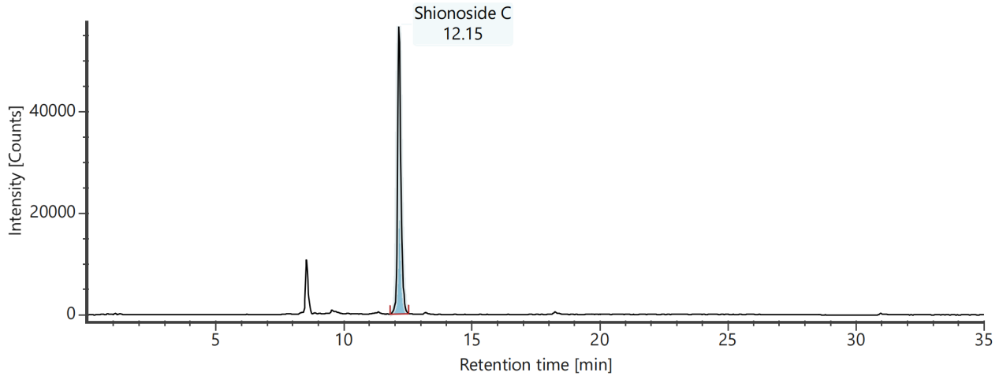 Shionoside C
12.15
Intensity [Counts]
40000
20000
0
5 10 15 20 25 30 35
Retention time [min]